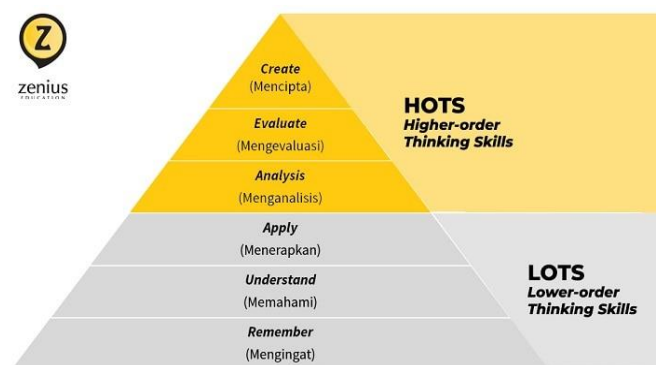 Z
zenius
EDUCATION
Create
(Mencipta)
Evaluate
(Mengevaluasi)
Analysis
(Menganalisis)
HOTS
Higher-order
Thinking Skills
Apply
(Menerapkan)
Understand
(Memahami)
Remember
(Mengingat)
LOTS
Lower-order
Thinking Skills